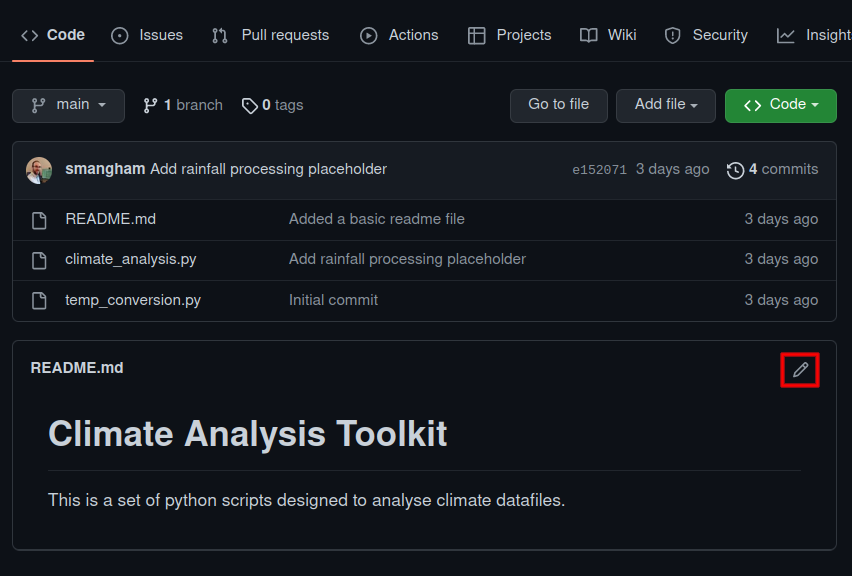 Code Issues Pull requests Actions Projects Wiki Security Insight
main 1 branch 0 tags Go to file Add file Code
smangham Add rainfall processing placeholder e152071 3 days ago 4 commits
README.md Added a basic readme file 3 days ago
climate_analysis.py Add rainfall processing placeholder 3 days ago
temp_conversion.py Initial commit 3 days ago
README.md
Climate Analysis Toolkit
This is a set of python scripts designed to analyse climate datafiles.